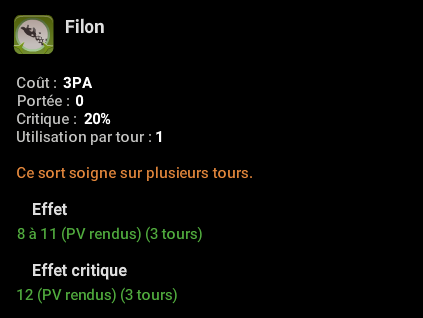 Filon
Coût : 3PA
Portée : 0
Critique : 20%
Utilisation par tour : 1
Ce sort soigne sur plusieurs tours.
Effet
8 à 11 (PV rendus) (3 tours)
Effet critique
12 (PV rendus) (3 tours)